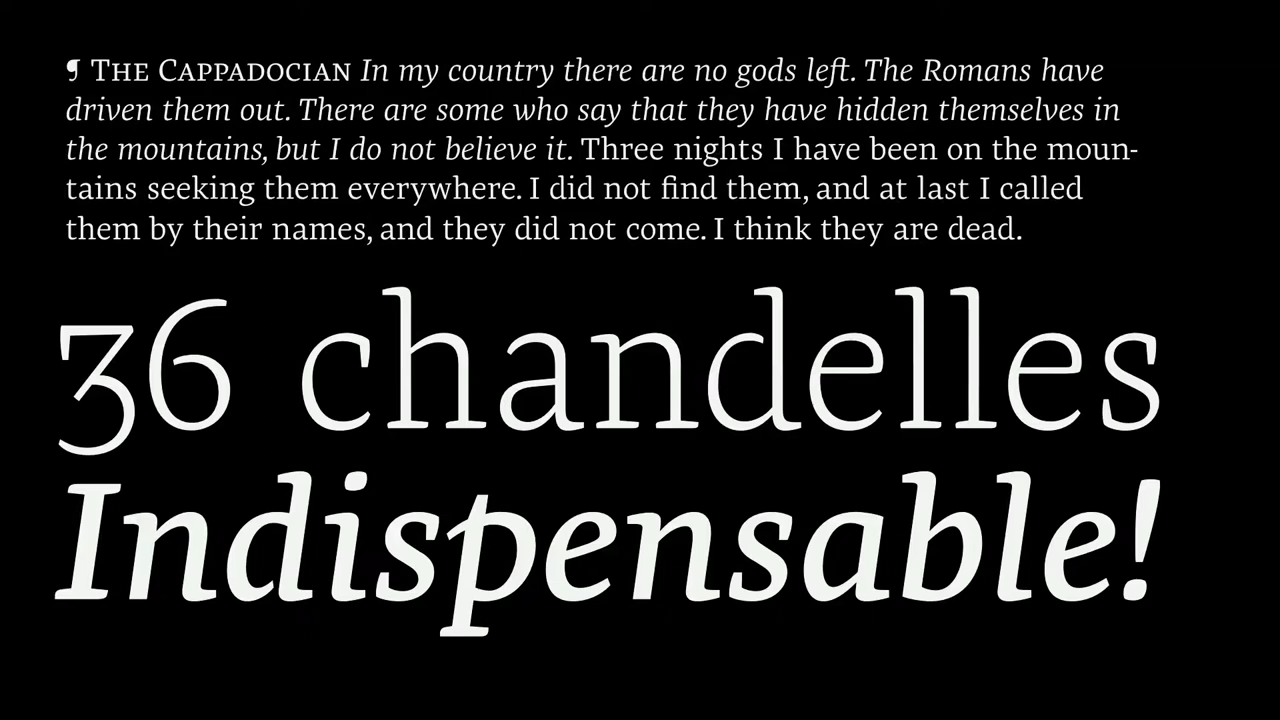 ¶ The Cappadocian In my country there are no gods left. The Romans have
driven them out. There are some who say that they have hidden themselves in
the mountains, but I do not believe it. Three nights I have been on the moun-
tains seeking them everywhere. I did not find them, and at last I called
them by their names, and they did not come. I think they are dead.
36 chandelles
Indispensable!